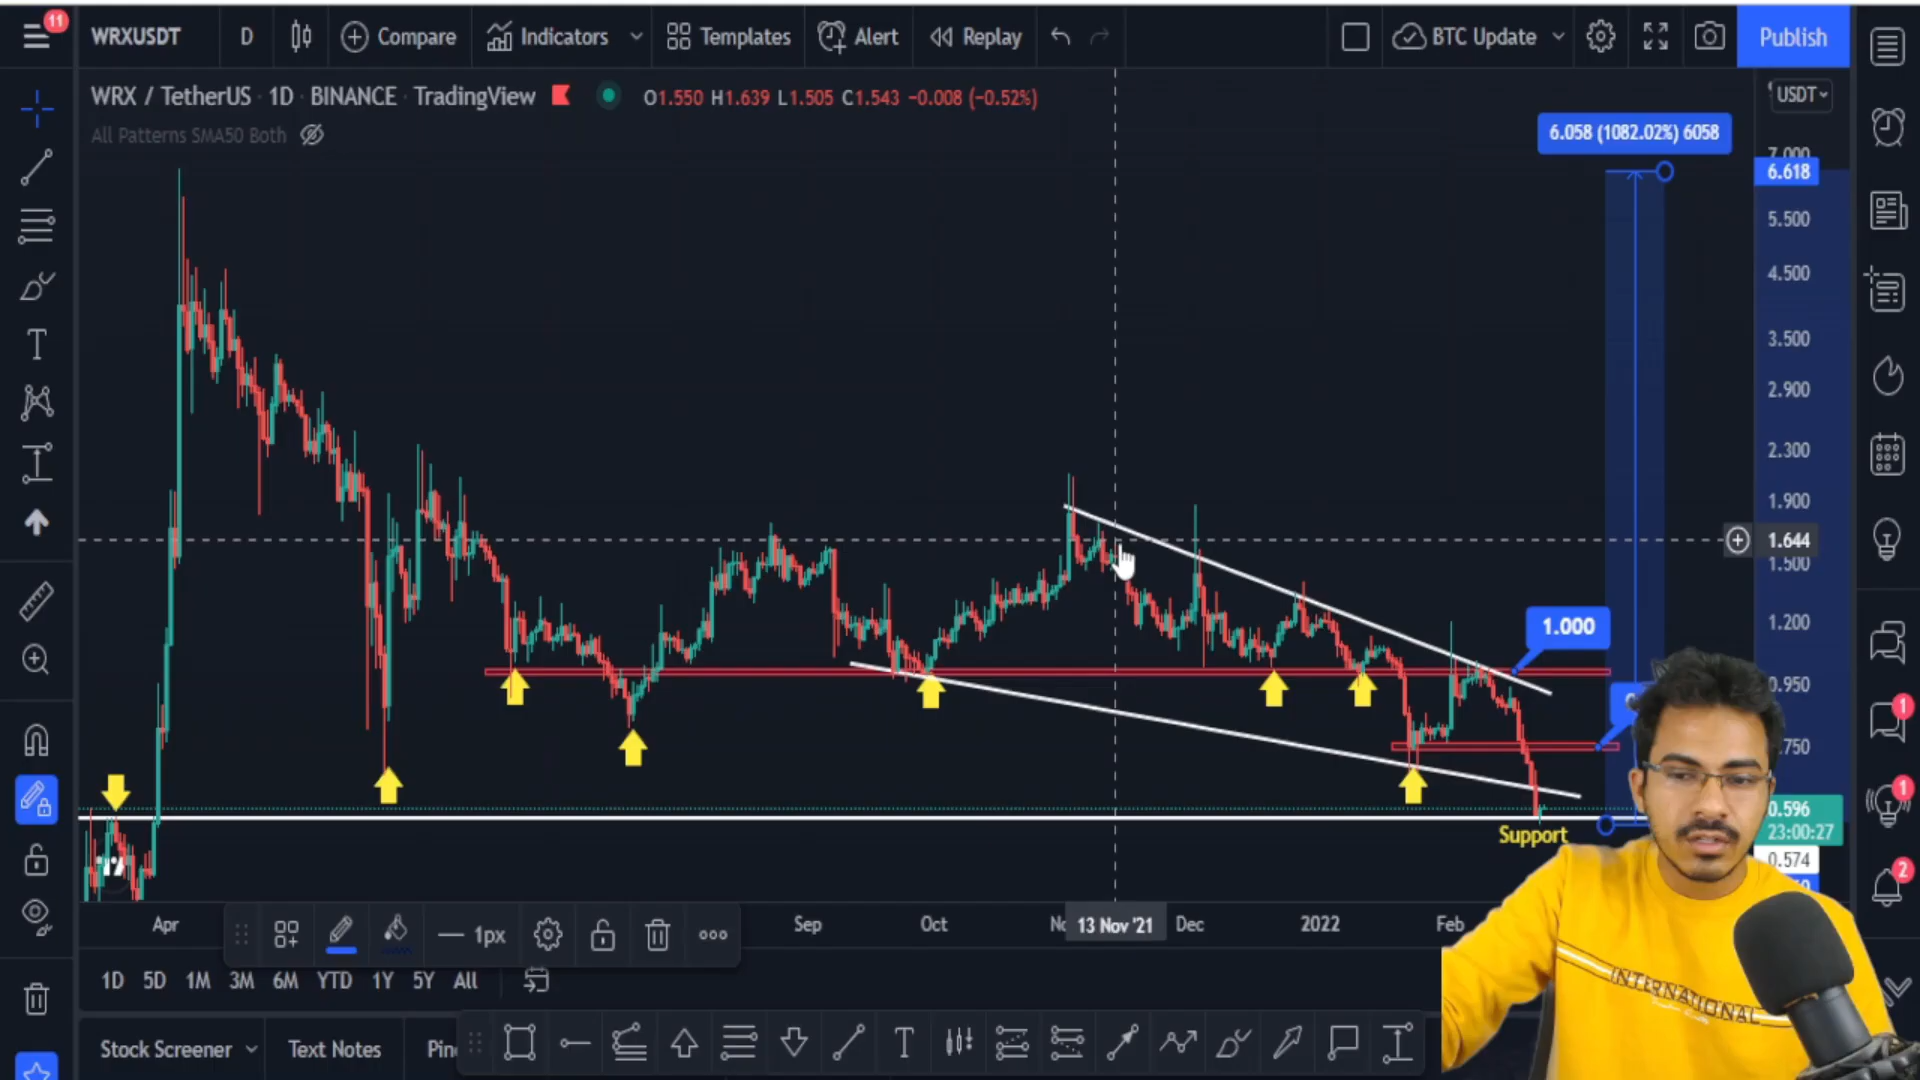 11
WRXUSDT D Compare Indicators Templates Alert Replay BTC Update Publish
WRX / TetherUS · 1D · BINANCE · TradingView O1.550 H1.639 L1.505 C1.543 −0.008 (−0.52%)
USDT
All Patterns SMA50 Both
6.058 (1082.02%) 6058
7.000
6.618
5.500
4.500
3.500
2.900
2.300
1.900
1.644
1.500
1.200
1.000
0.950
.750
0.596
23:00:27
0.574
Support
1
1
2
Apr Sep Oct 13 Nov '21 Dec 2022 Feb
1px
1D 5D 1M 3M 6M YTD 1Y 5Y All
Stock Screener Text Notes
INTERNATIONAL